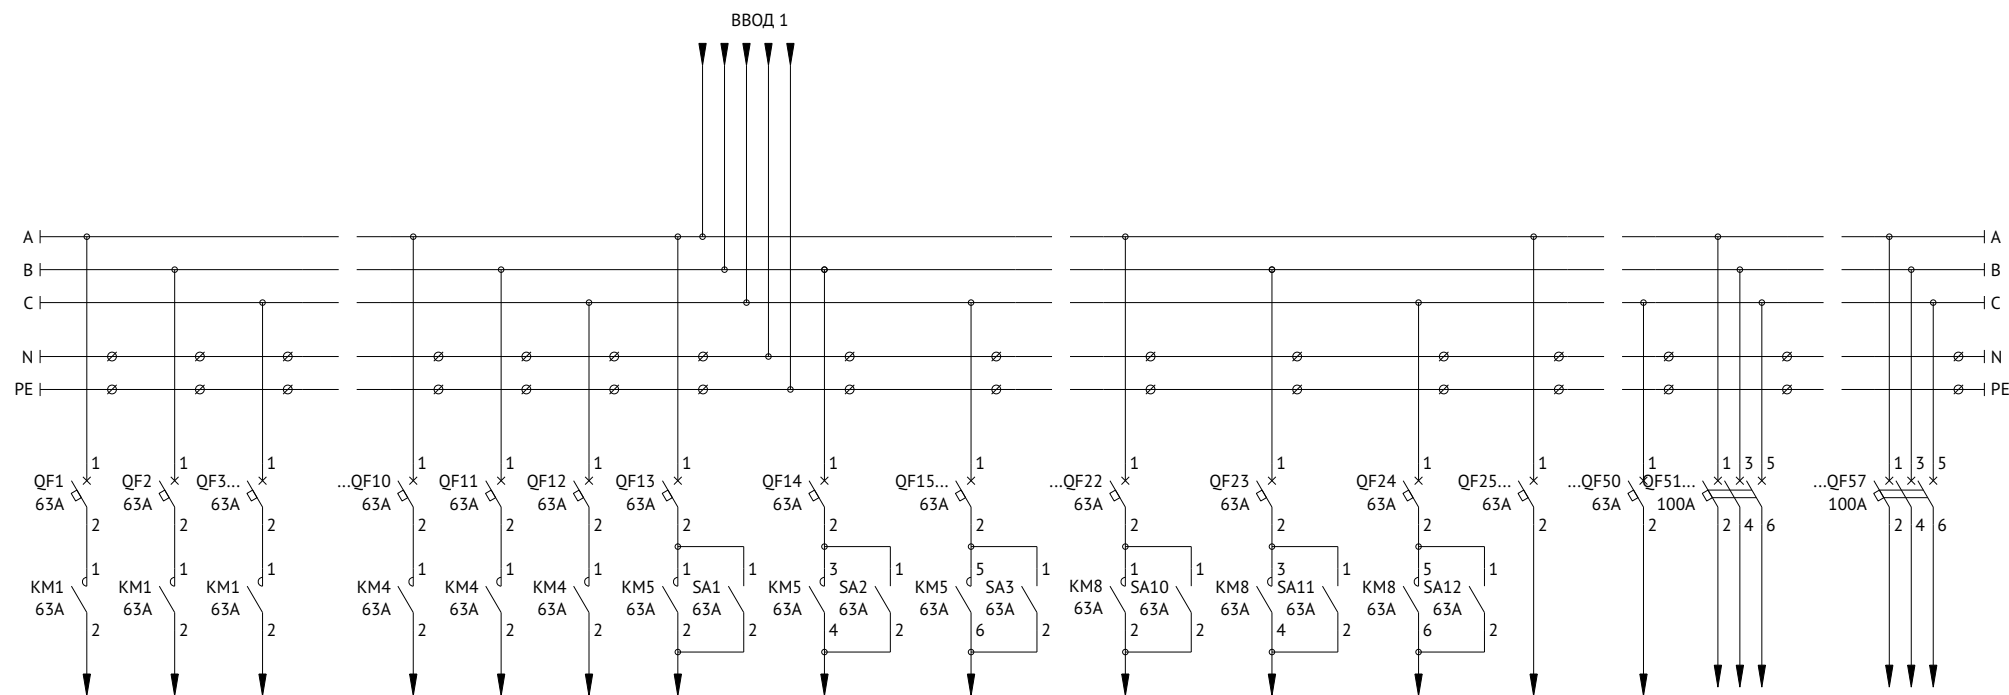 ВВОД 1
A A
B B
C C
N N
PE PE
1 1 1 1 1 1 1 1 1 1 1 1 1 1 1 3 5 1 3 5
QF1 QF2 QF3... ...QF10 QF11 QF12 QF13 QF14 QF15... ...QF22 QF23 QF24 QF25... ...QF50 QF51... ...QF57
63A 63A 63A 63A 63A 63A 63A 63A 63A 63A 63A 63A 63A 63A 100A 100A
2 2 2 2 2 2 2 2 2 2 2 2 2 2 2 4 6 2 4 6
1 1 1 1 1 1 1 1 3 1 5 1 1 1 3 1 5 1
KM1 KM1 KM1 KM4 KM4 KM4 KM5 SA1 KM5 SA2 KM5 SA3 KM8 SA10 KM8 SA11 KM8 SA12
63A 63A 63A 63A 63A 63A 63A 63A 63A 63A 63A 63A 63A 63A 63A 63A 63A 63A
2 2 2 2 2 2 2 2 4 2 6 2 2 2 4 2 6 2